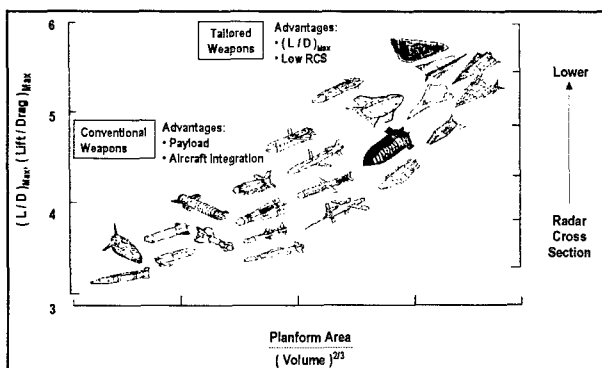 6
5
4
3
(L/D)Max, (Lift / Drag)Max
Tailored
Weapons
Advantages:
• (L / D)Max
• Low RCS
Conventional
Weapons
Advantages:
• Payload
• Aircraft Integration
Lower
Radar
Cross
Section
Planform Area
(Volume)2/3